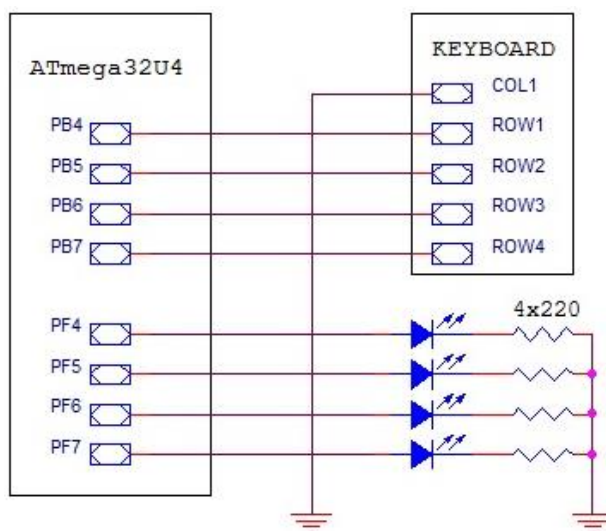 ATmega32U4
PB4
PB5
PB6
PB7
PF4
PF5
PF6
PF7
KEYBOARD
COL1
ROW1
ROW2
ROW3
ROW4
4x220